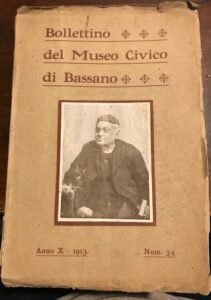 Bollettino
del Museo Civico
di Bassano
Anno X - 1913.
Num. 3-4